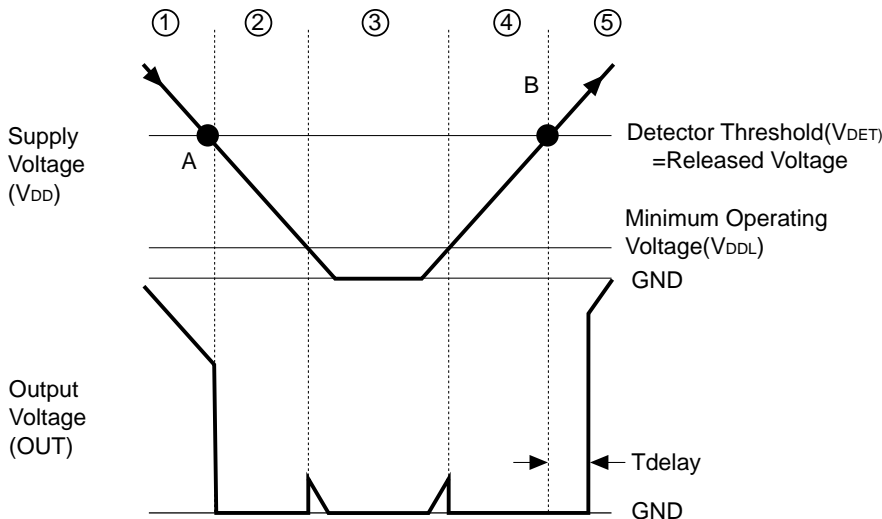 ① ② ③ ④ ⑤
B
Supply
Voltage
(VDD)
A
Detector Threshold(VDET)
=Released Voltage
Minimum Operating
Voltage(VDDL)
GND
Output
Voltage
(OUT)
Tdelay
GND